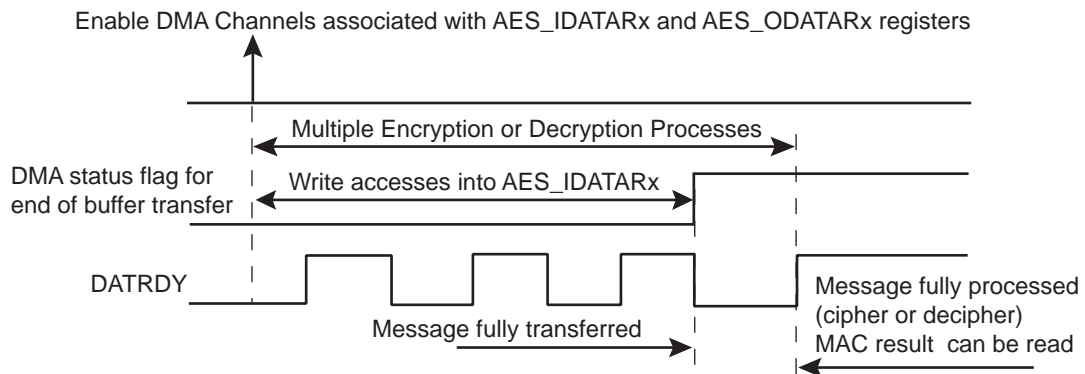 Enable DMA Channels associated with AES_IDATARx and AES_ODATARx registers
Multiple Encryption or Decryption Processes
DMA status flag for
end of buffer transfer
Write accesses into AES_IDATARx
DATRDY
Message fully transferred
Message fully processed
(cipher or decipher)
MAC result can be read